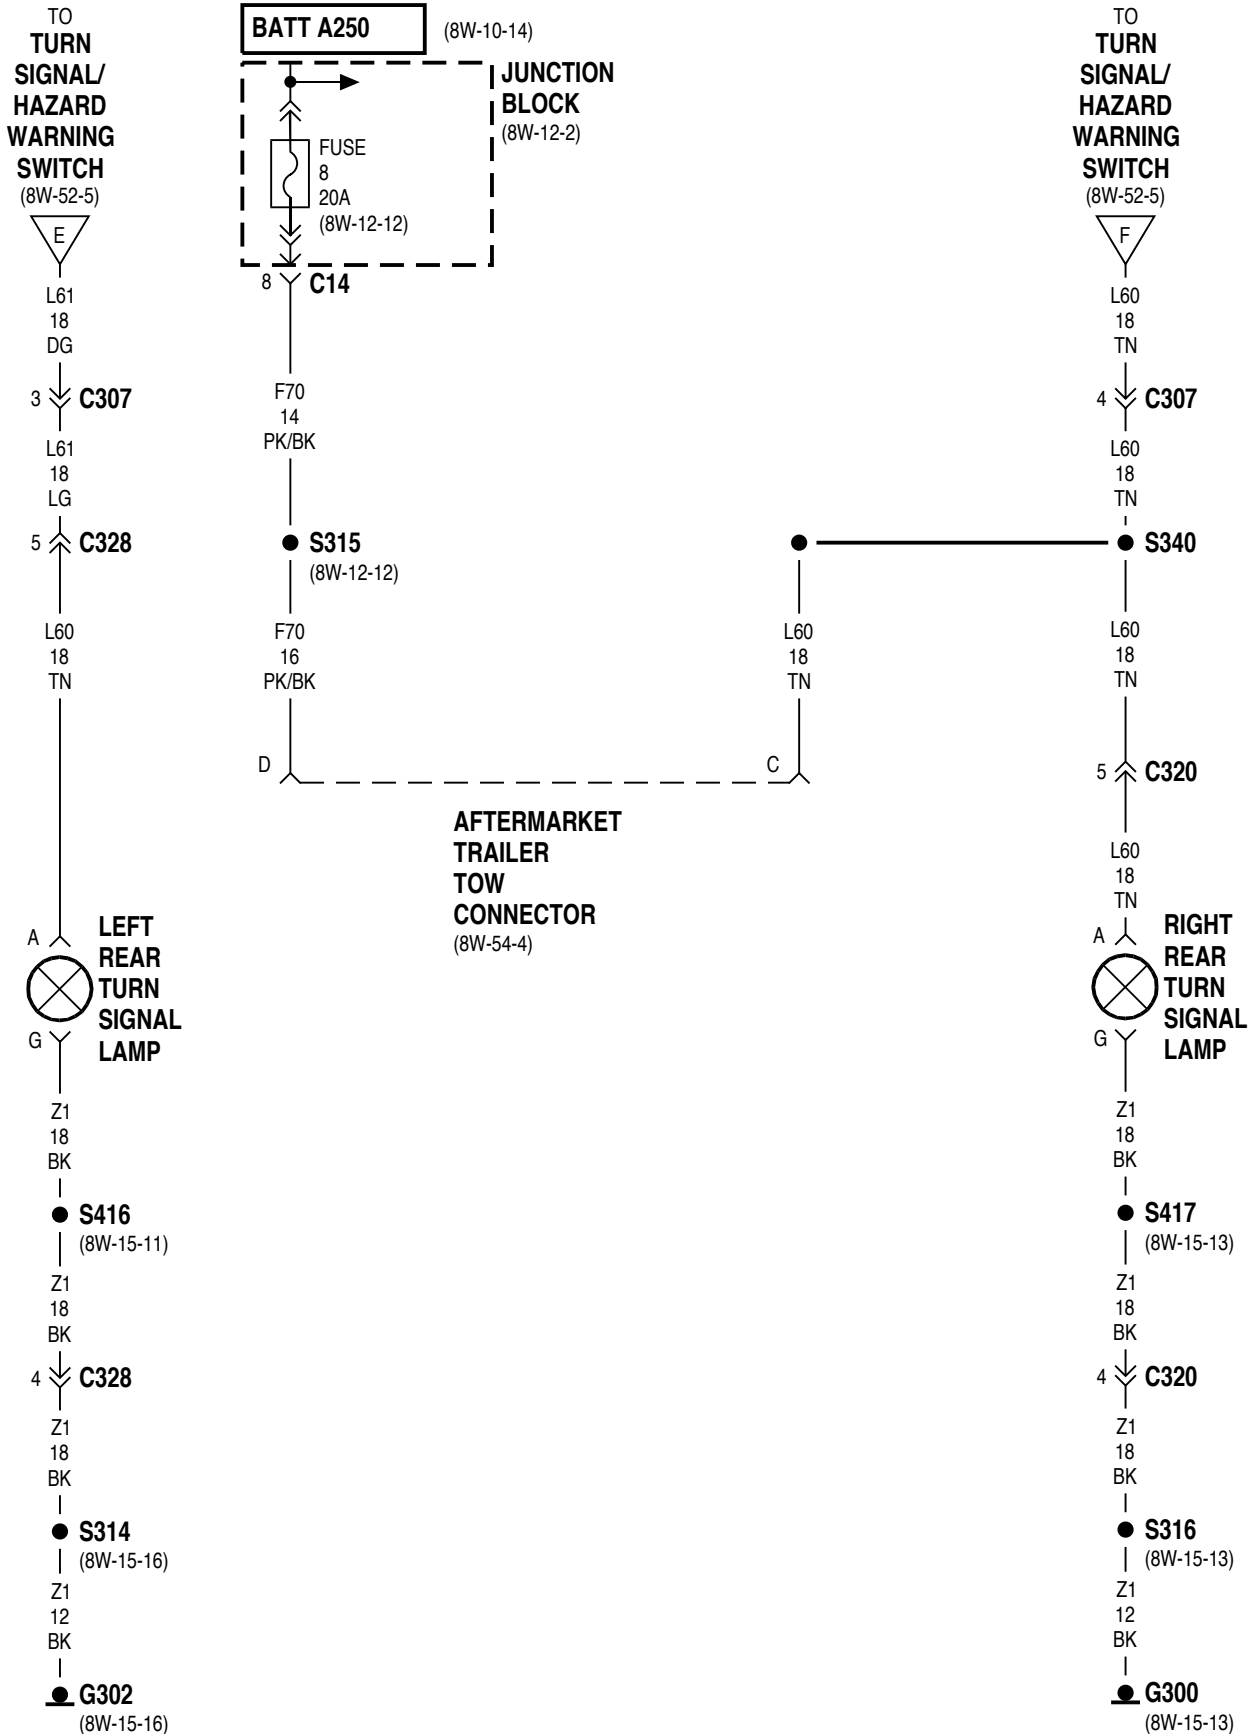 TO
TURN
SIGNAL/
HAZARD
WARNING
SWITCH
(8W-52-5)
E
L61
18
DG
3 C307
L61
18
LG
5 C328
L60
18
TN
A
LEFT
REAR
TURN
SIGNAL
LAMP
G
Z1
18
BK
S416
(8W-15-11)
Z1
18
BK
4 C328
Z1
18
BK
S314
(8W-15-16)
Z1
12
BK
G302
(8W-15-16)
BATT A250 (8W-10-14)
JUNCTION
BLOCK
(8W-12-2)
FUSE
8
20A
(8W-12-12)
8 C14
F70
14
PK/BK
S315
(8W-12-12)
F70
16
PK/BK
D
L60
18
TN
C
AFTERMARKET
TRAILER
TOW
CONNECTOR
(8W-54-4)
TO
TURN
SIGNAL/
HAZARD
WARNING
SWITCH
(8W-52-5)
F
L60
18
TN
4 C307
L60
18
TN
S340
L60
18
TN
5 C320
L60
18
TN
A
RIGHT
REAR
TURN
SIGNAL
LAMP
G
Z1
18
BK
S417
(8W-15-13)
Z1
18
BK
4 C320
Z1
18
BK
S316
(8W-15-13)
Z1
12
BK
G300
(8W-15-13)